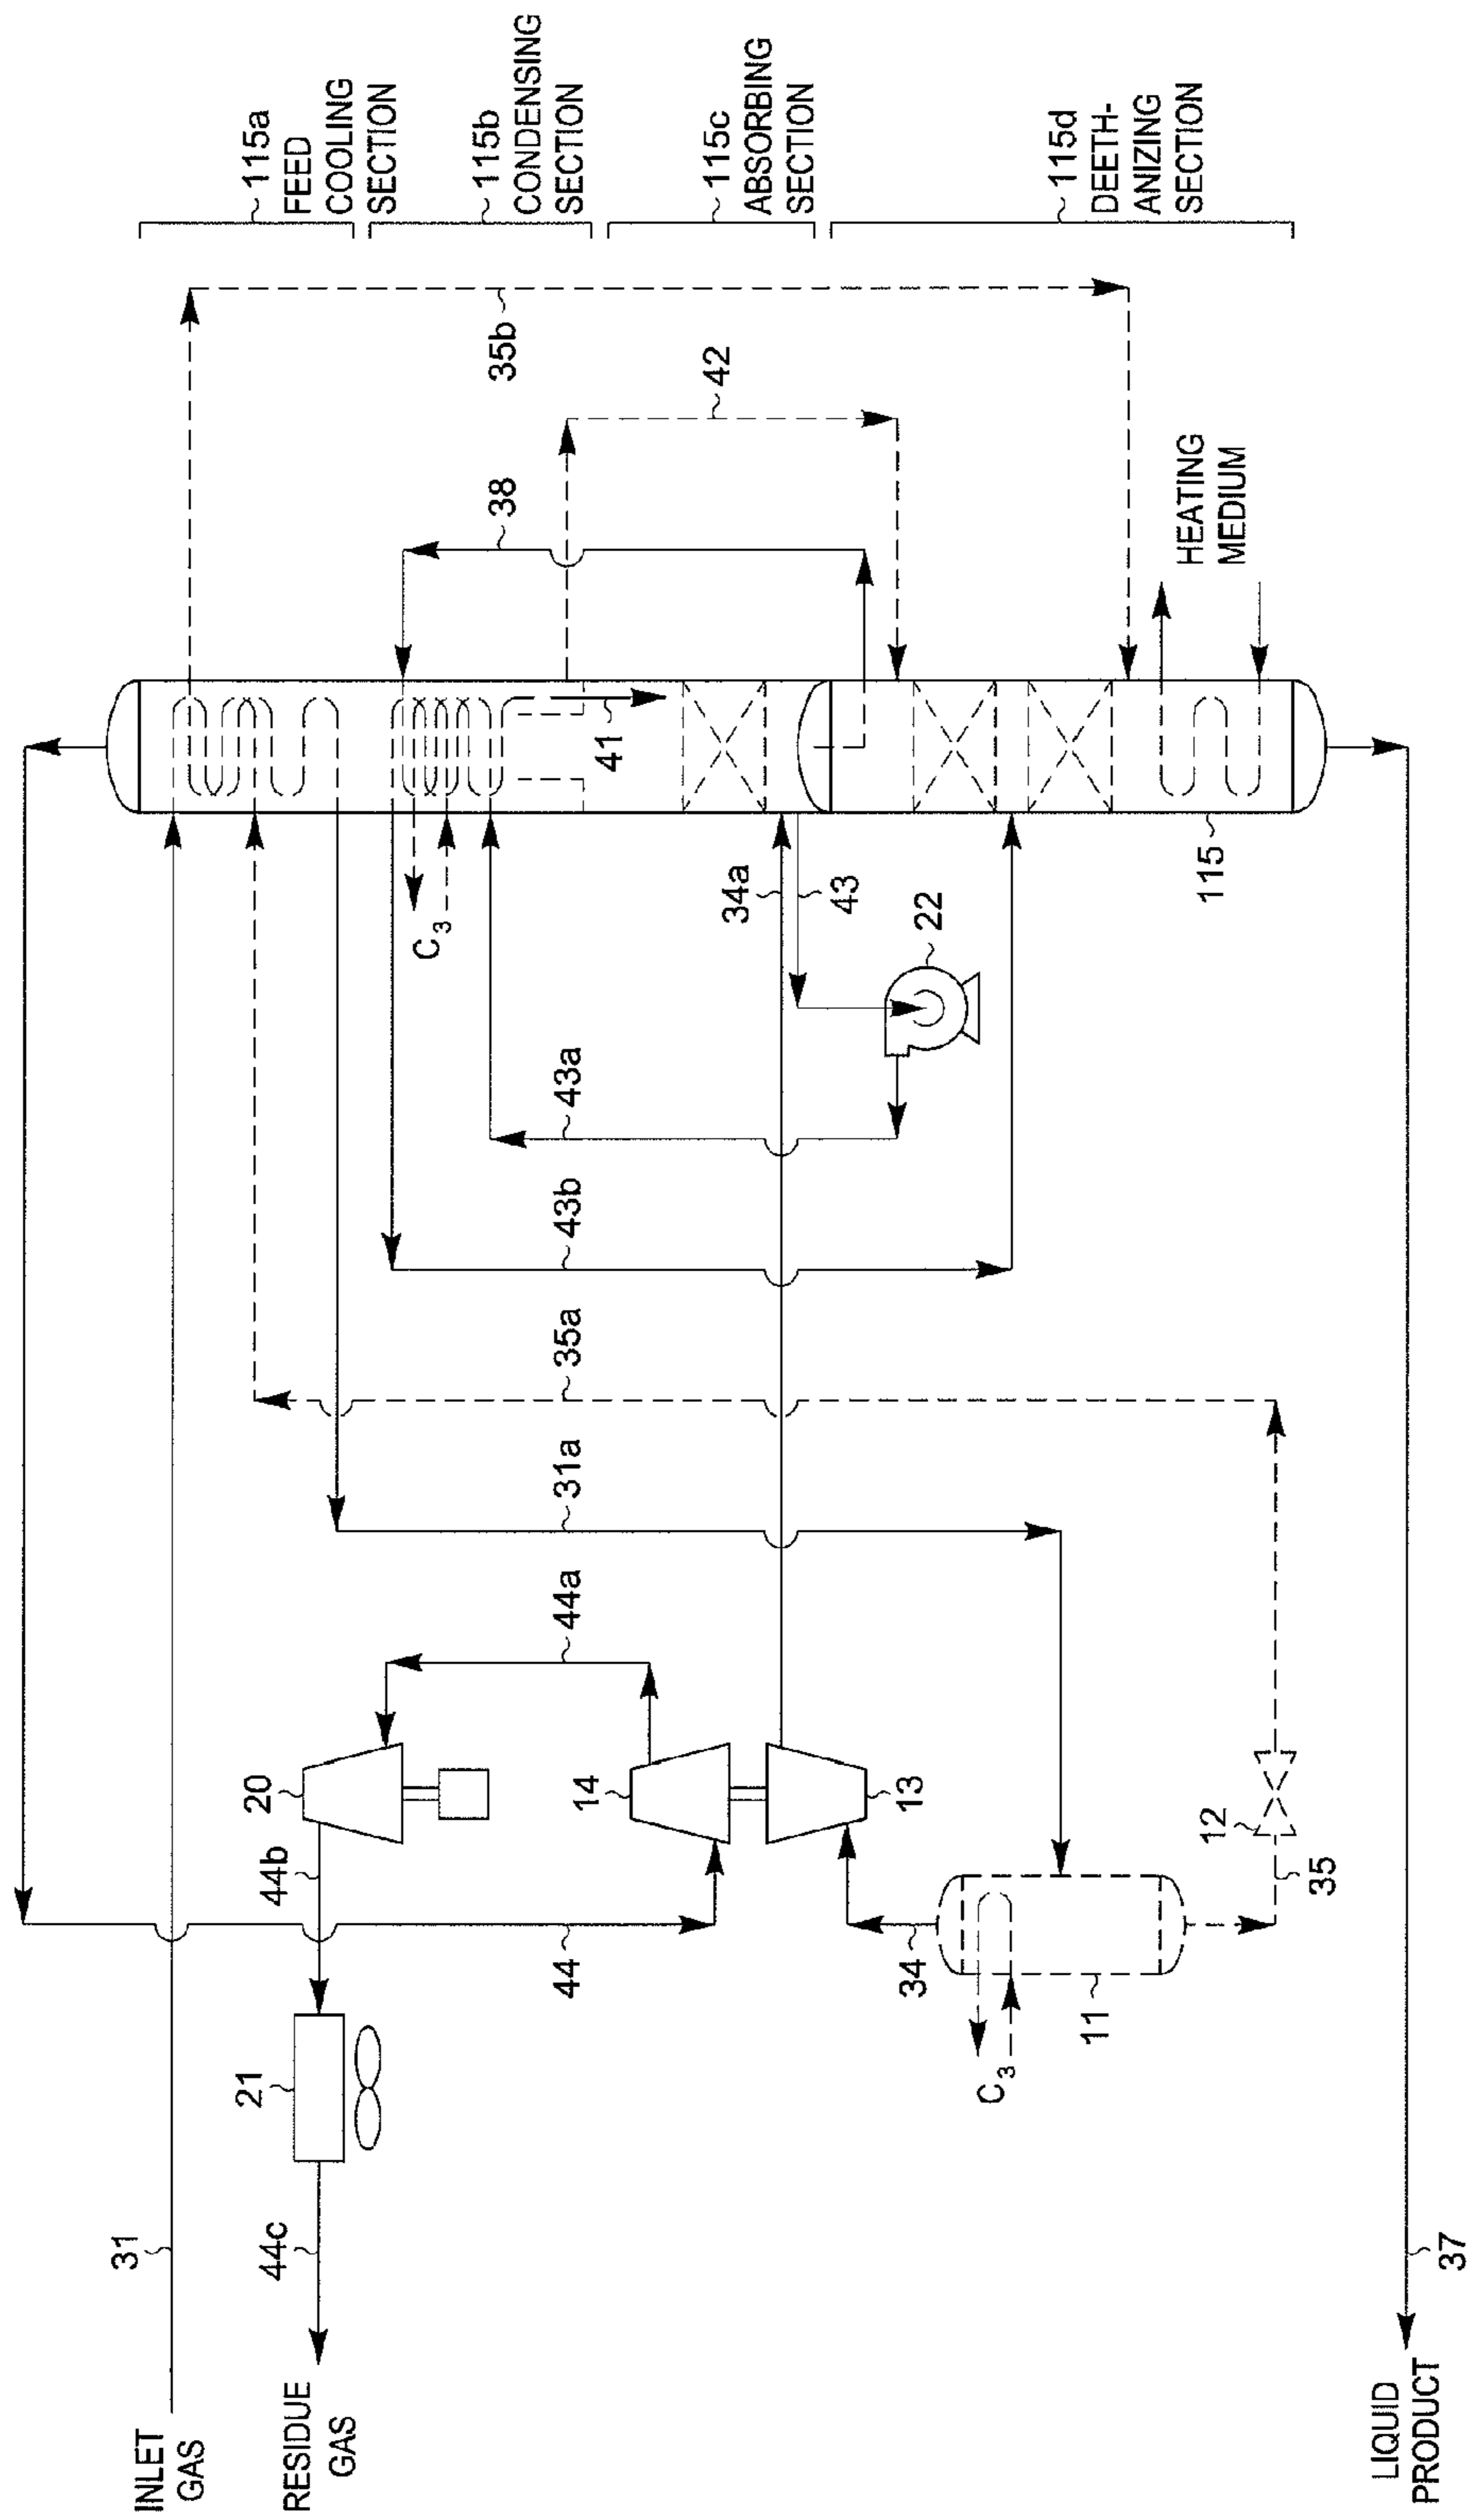 115a
FEED
COOLING
SECTION
115b
CONDENSING
SECTION
115c
ABSORBING
SECTION
115d
DEETH-
ANIZING
SECTION
35b
42
38
HEATING
MEDIUM
41
C3
34a
43
22
115
43a
43b
35a
31a
44a
20
14
13
12
35
44b
44
34
11
C3
21
31
44c
37
INLET
GAS
RESIDUE
GAS
LIQUID
PRODUCT